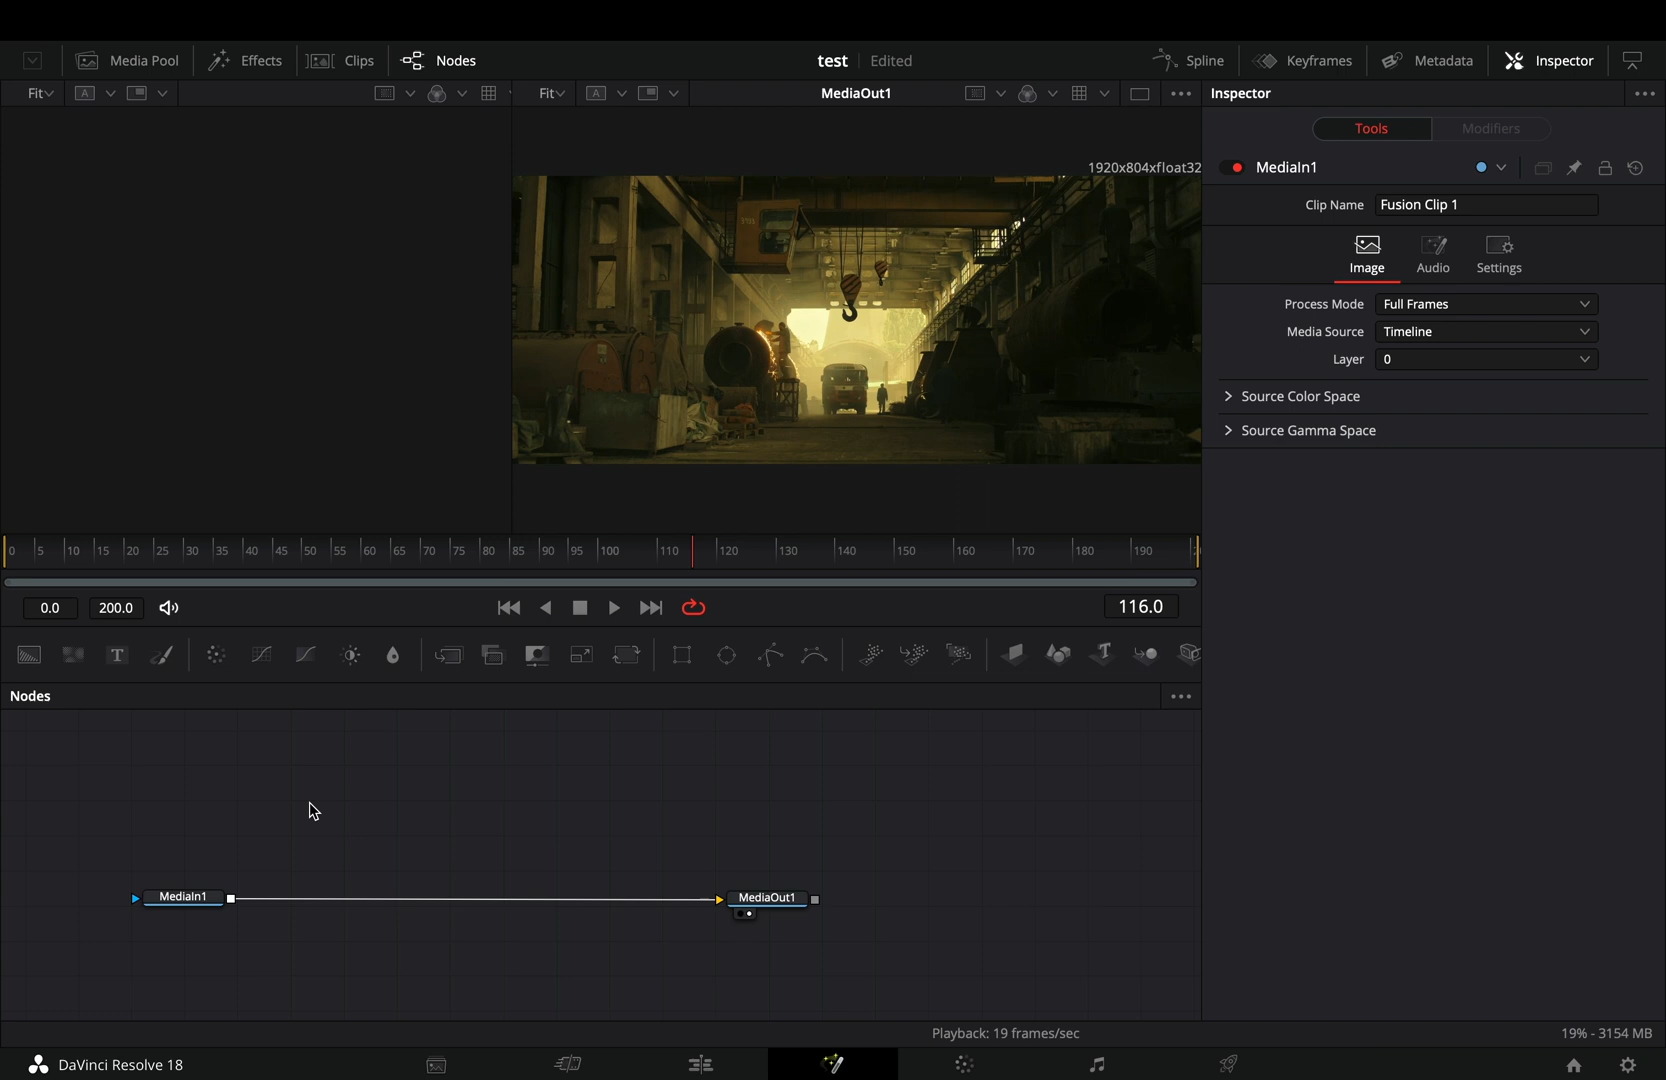 Media Pool
Effects
Clips
Nodes
test
Edited
Spline
Keyframes
Metadata
Inspector
Fit
A
Fit
A
MediaOut1
Inspector
Tools
Modifiers
1920x804xfloat32
MediaIn1
Clip Name
Fusion Clip 1
Image
Audio
Settings
Process Mode
Full Frames
Media Source
Timeline
Layer
0
Source Color Space
Source Gamma Space
0 5 10 15 20 25 30 35 40 45 50 55 60 65 70 75 80 85 90 95 100 110 120 130 140 150 160 170 180 190
0.0
200.0
116.0
T
T
Nodes
MediaIn1
MediaOut1
Playback: 19 frames/sec
19% - 3154 MB
DaVinci Resolve 18